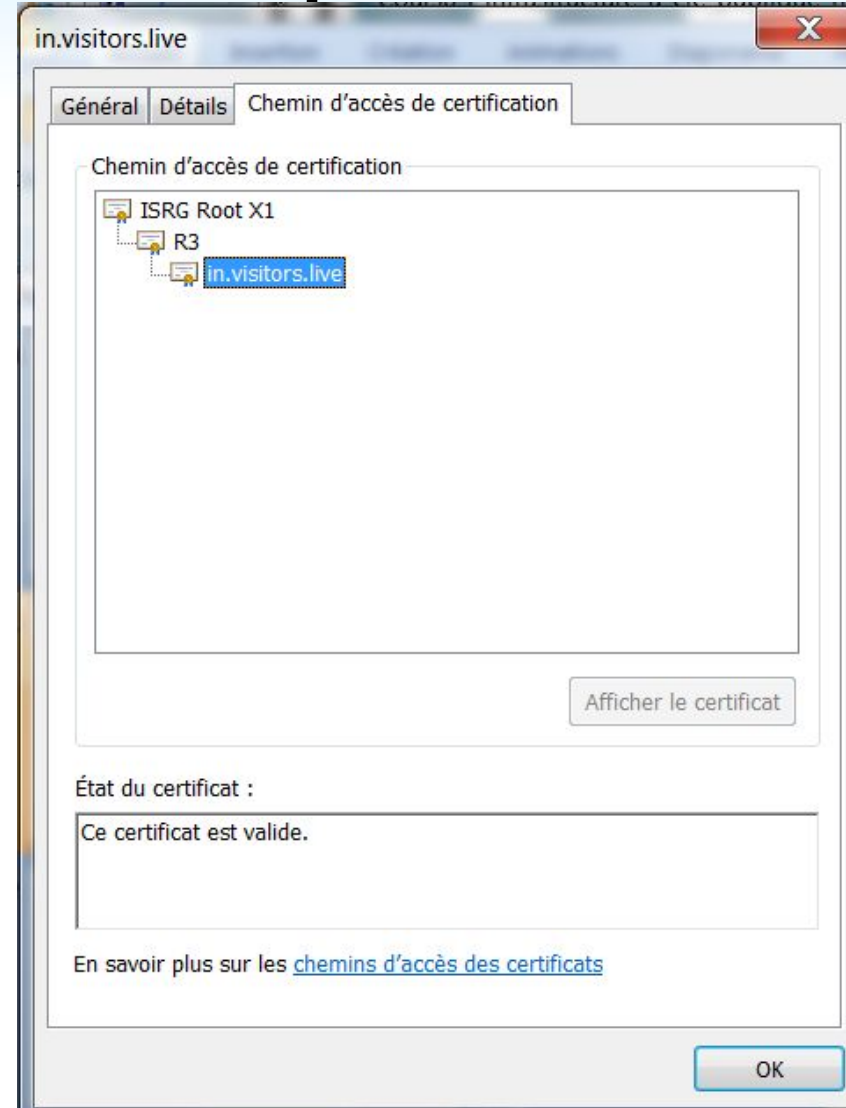 in.visitors.live
Général Détails Chemin d'accès de certification
Chemin d'accès de certification
ISRG Root X1
R3
in.visitors.live
Afficher le certificat
État du certificat :
Ce certificat est valide.
En savoir plus sur les chemins d'accès des certificats
OK